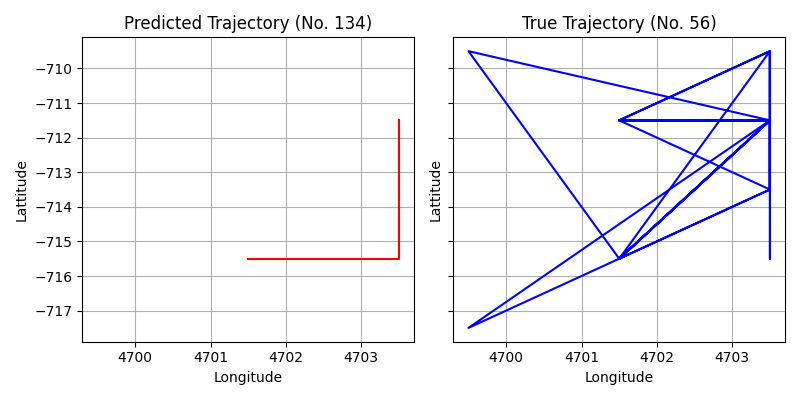 Predicted Trajectory (No. 134)
True Trajectory (No. 56)
Lattitude
−710
−711
−712
−713
−714
−715
−716
−717
4700
4701
4702
4703
Longitude
Lattitude
4700
4701
4702
4703
Longitude